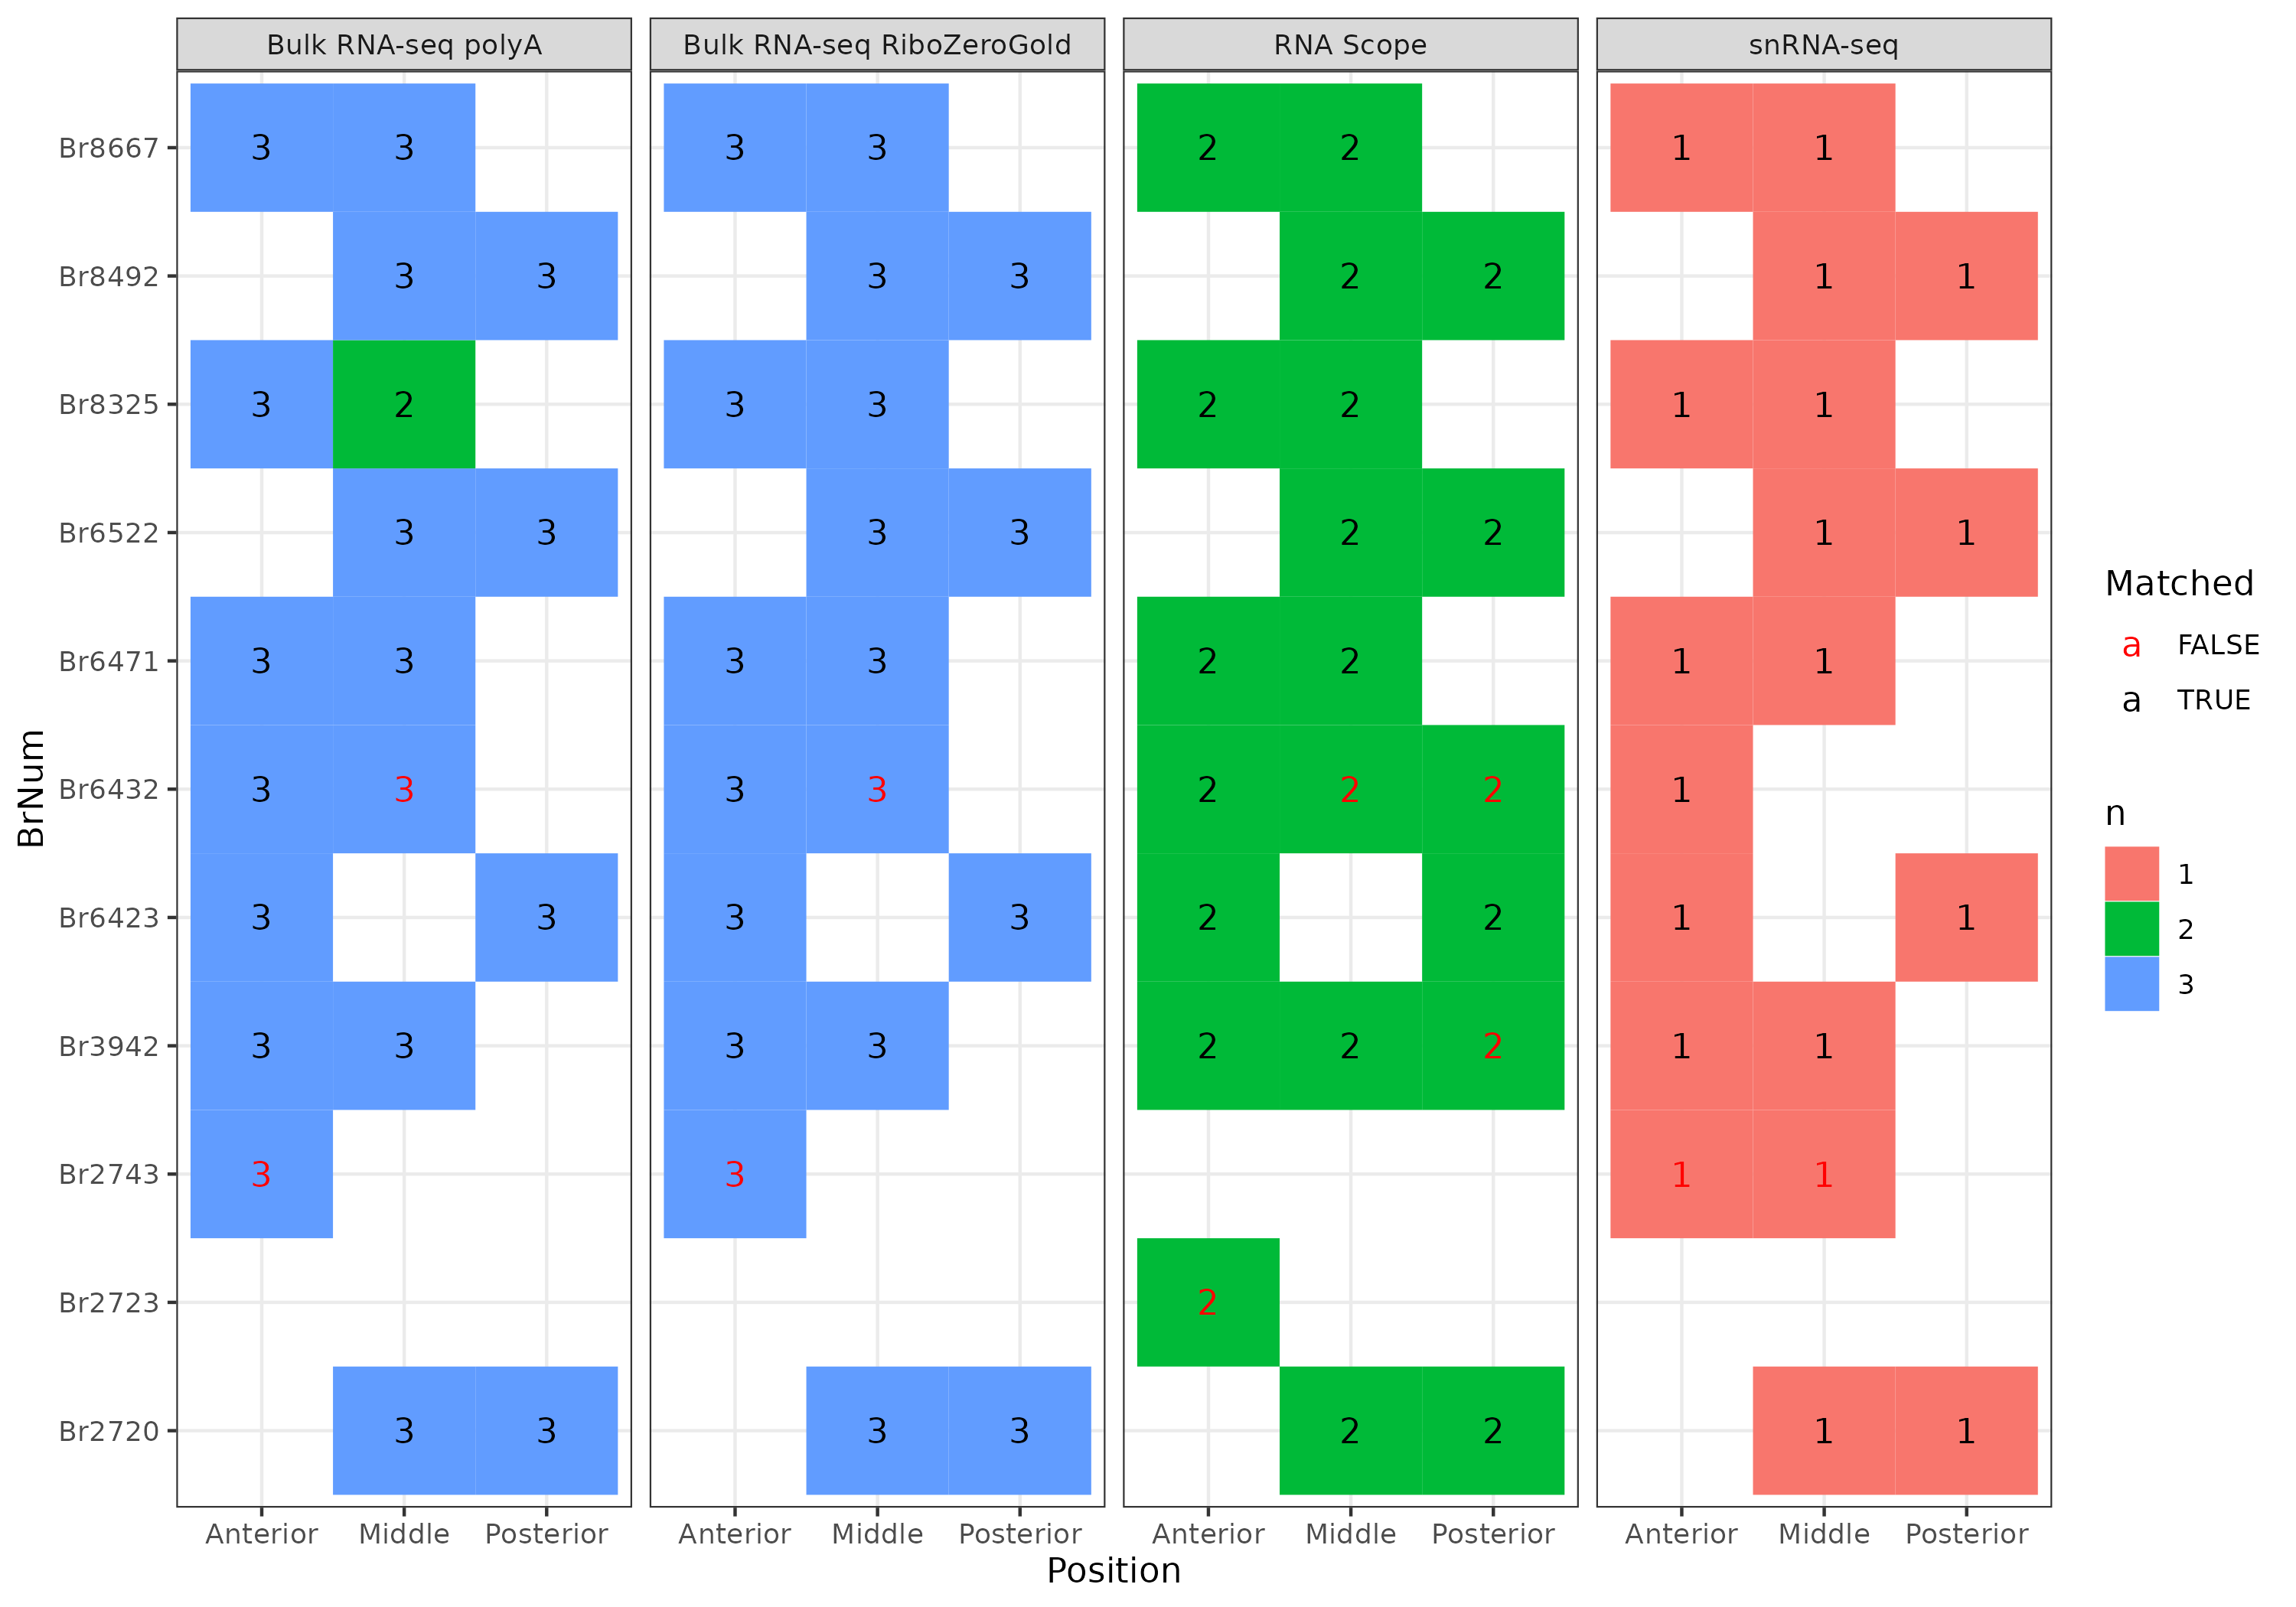 Bulk RNA-seq polyA Bulk RNA-seq RiboZeroGold RNA Scope snRNA-seq
Br8667 3 3 3 3 2 2 1 1
Br8492 3 3 3 3 2 2 1 1
Br8325 3 2 3 3 2 2 1 1
Br6522 3 3 3 3 2 2 1 1
Br6471 3 3 3 3 2 2 1 1
Br6432 3 3 3 3 2 2 2 1
Br6423 3 3 3 3 2 2 1 1
Br3942 3 3 3 3 2 2 2 1 1
Br2743 3 3 1 1
Br2723 2
Br2720 3 3 3 3 2 2 1 1
Anterior Middle Posterior Anterior Middle Posterior Anterior Middle Posterior Anterior Middle Posterior
Position
BrNum
Matched
a FALSE
a TRUE
n
1
2
3